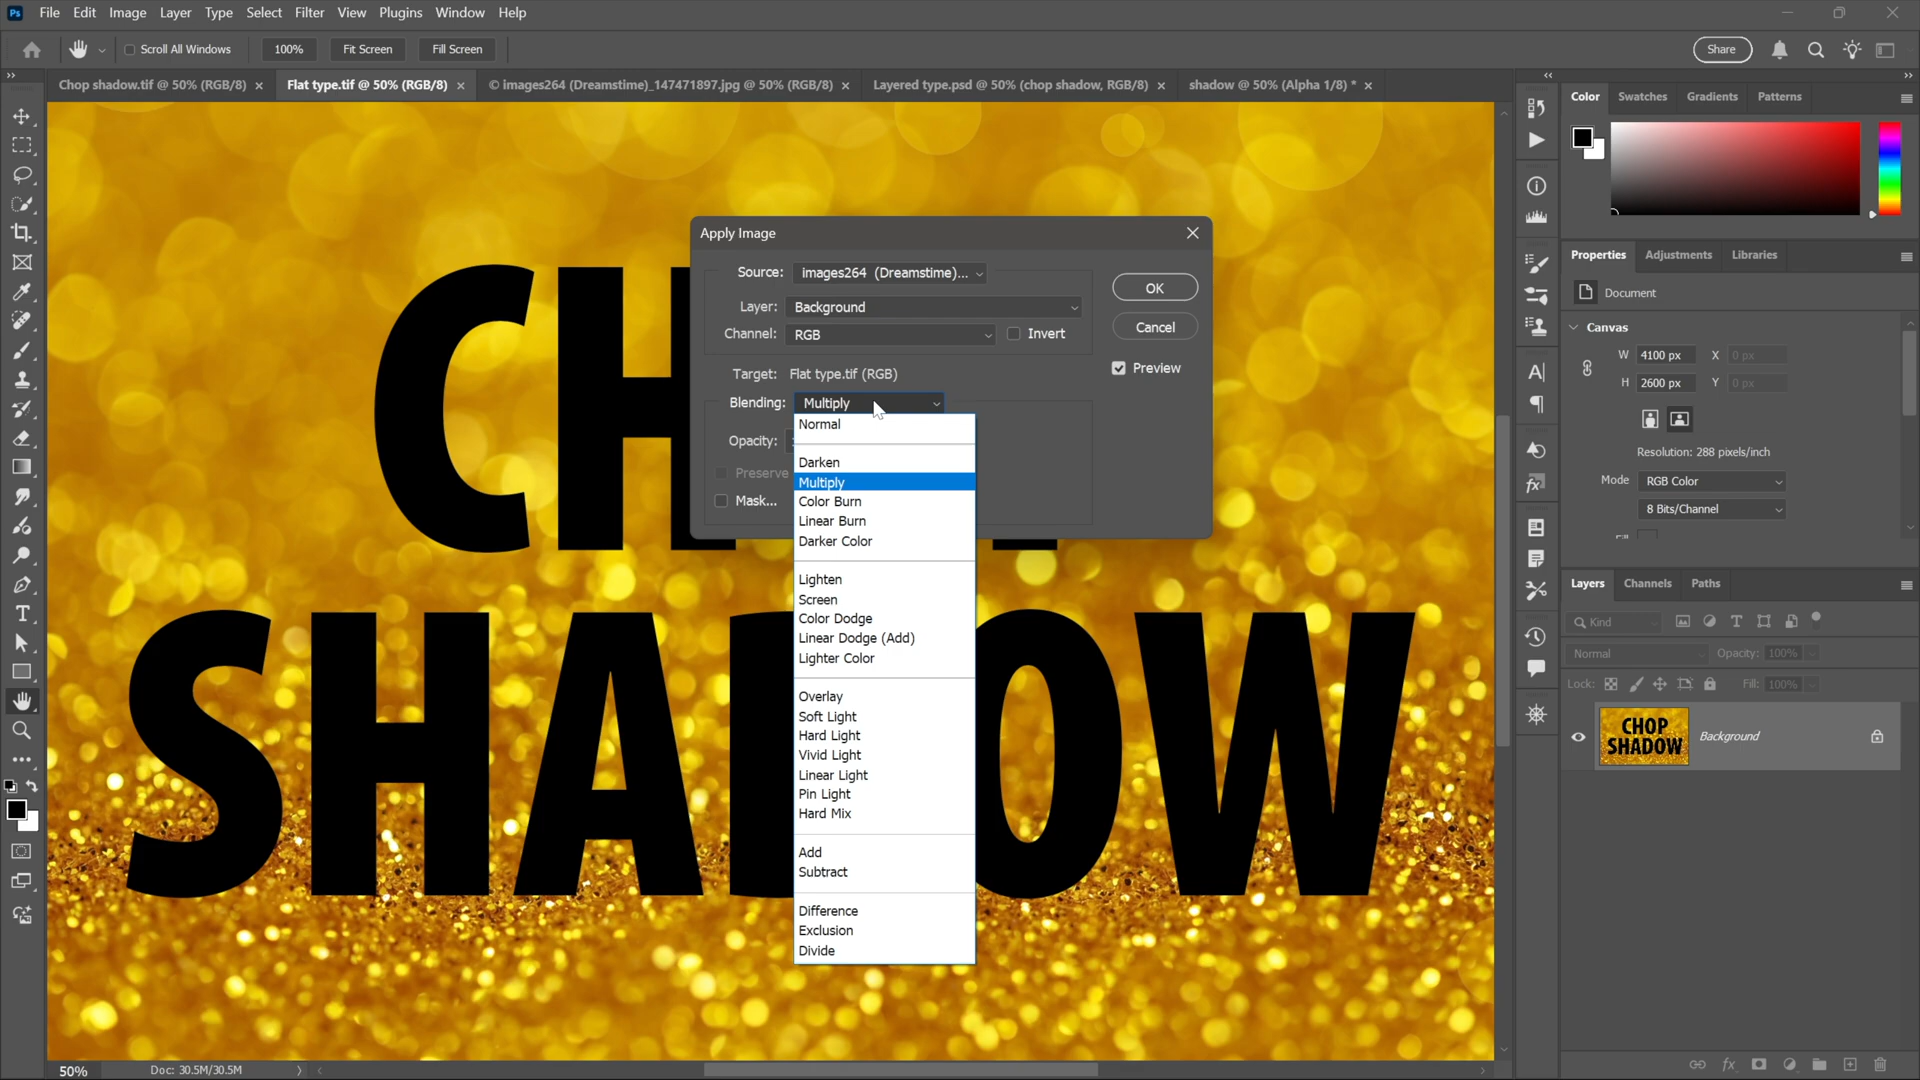 Ps File Edit Image Layer Type Select Filter View Plugins Window Help
Scroll All Windows 100% Fit Screen Fill Screen Share
Chop shadow.tif @ 50% (RGB/8) × Flat type.tif @ 50% (RGB/8) × © images264 (Dreamstime)_147471897.jpg @ 50% (RGB/8) × Layered type.psd @ 50% (chop shadow, RGB/8) × shadow @ 50% (Alpha 1/8) * ×
Apply Image
Source: images264 (Dreamstime)...
Layer: Background
Channel: RGB Invert
OK
Cancel
Preview
Target: Flat type.tif (RGB)
Blending: Multiply
Opacity:
Preserve
Mask...
Normal
Darken
Multiply
Color Burn
Linear Burn
Darker Color
Lighten
Screen
Color Dodge
Linear Dodge (Add)
Lighter Color
Overlay
Soft Light
Hard Light
Vivid Light
Linear Light
Pin Light
Hard Mix
Add
Subtract
Difference
Exclusion
Divide
SHADOW
Color Swatches Gradients Patterns
Properties Adjustments Libraries
Document
Canvas
W 4100 px X 0 px
H 2600 px Y 0 px
Resolution: 288 pixels/inch
Mode RGB Color
8 Bits/Channel
Layers Channels Paths
Kind
Normal Opacity: 100%
Lock: Fill: 100%
CHOP
SHADOW
Background
50% Doc: 30.5M/30.5M